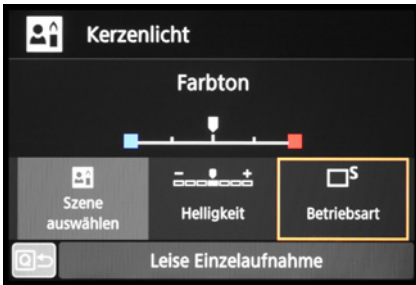 Kerzenlicht
Farbton
- +
S
Szene
auswählen
Helligkeit
Betriebsart
Q
Leise Einzelaufnahme